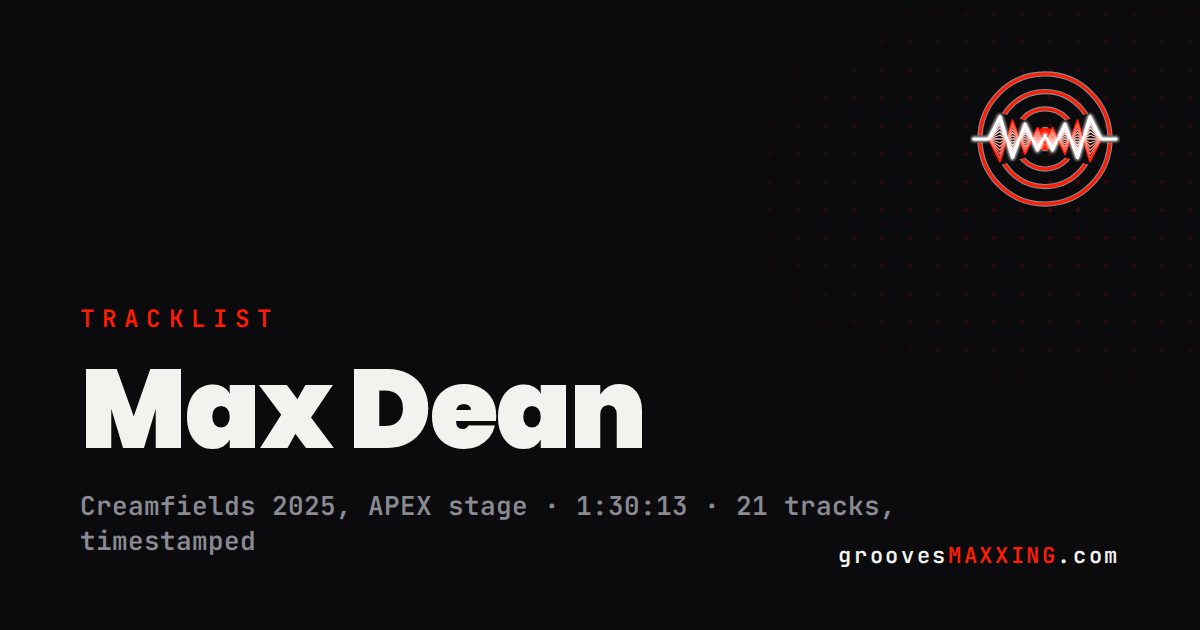 TRACKLIST
Max Dean
Creamfields 2025, APEX stage · 1:30:13 · 21 tracks,
timestamped
groovesMAXXING.com